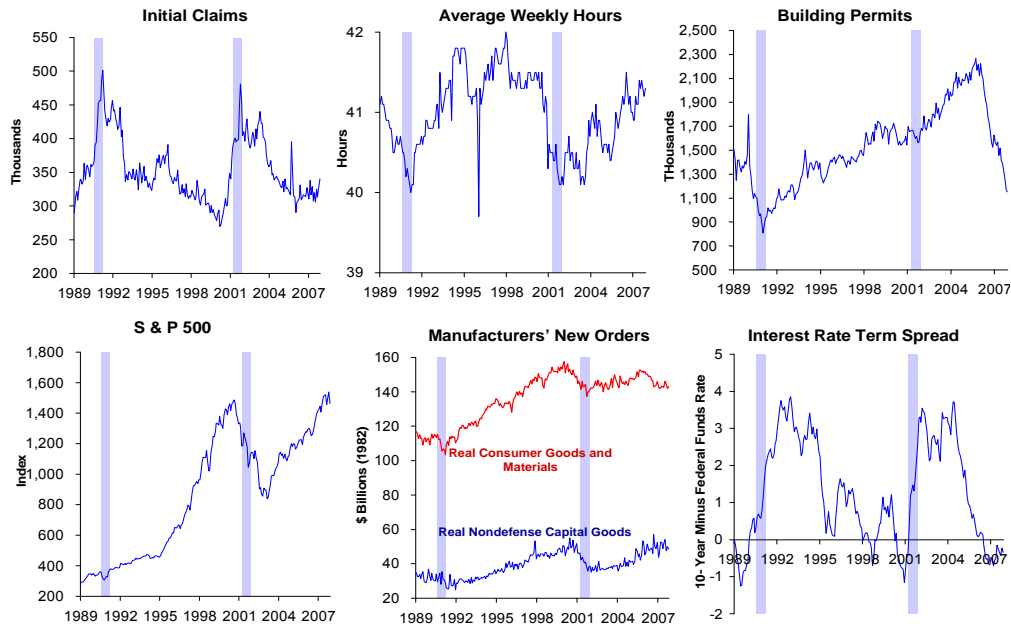 Initial Claims
Thousands
550
500
450
400
350
300
250
200
1989 1992 1995 1998 2001 2004 2007
Average Weekly Hours
Hours
42
41
40
39
1989 1992 1995 1998 2001 2004 2007
Building Permits
THousands
2,500
2,300
2,100
1,900
1,700
1,500
1,300
1,100
900
700
500
1989 1992 1995 1998 2001 2004 2007
S & P 500
Index
1,800
1,600
1,400
1,200
1,000
800
600
400
200
1989 1992 1995 1998 2001 2004 2007
Manufacturers’ New Orders
$ Billions (1982)
160
140
120
100
80
60
40
20
Real Consumer Goods and
Materials
Real Nondefense Capital Goods
1989 1992 1995 1998 2001 2004 2007
Interest Rate Term Spread
10- Year Minus Federal Funds Rate
5
4
3
2
1
0
-1
-2
1989 1992 1995 1998 2001 2004 2007